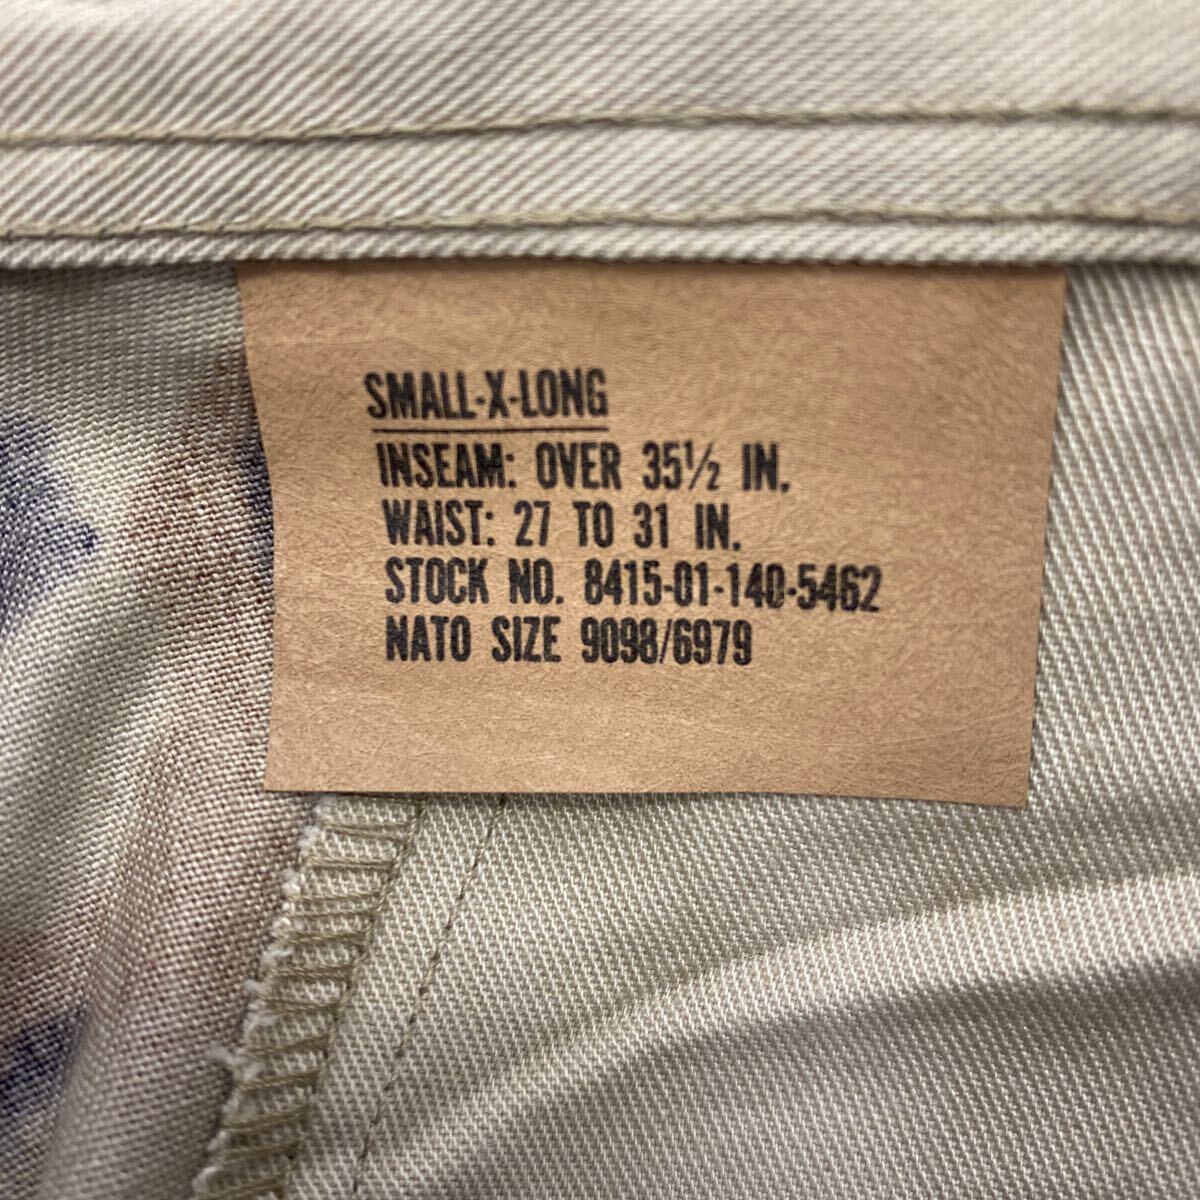 SMALL-X-LONG
INSEAM: OVER 35½ IN.
WAIST: 27 TO 31 IN.
STOCK NO. 8415-01-140-5462
NATO SIZE 9098/6979